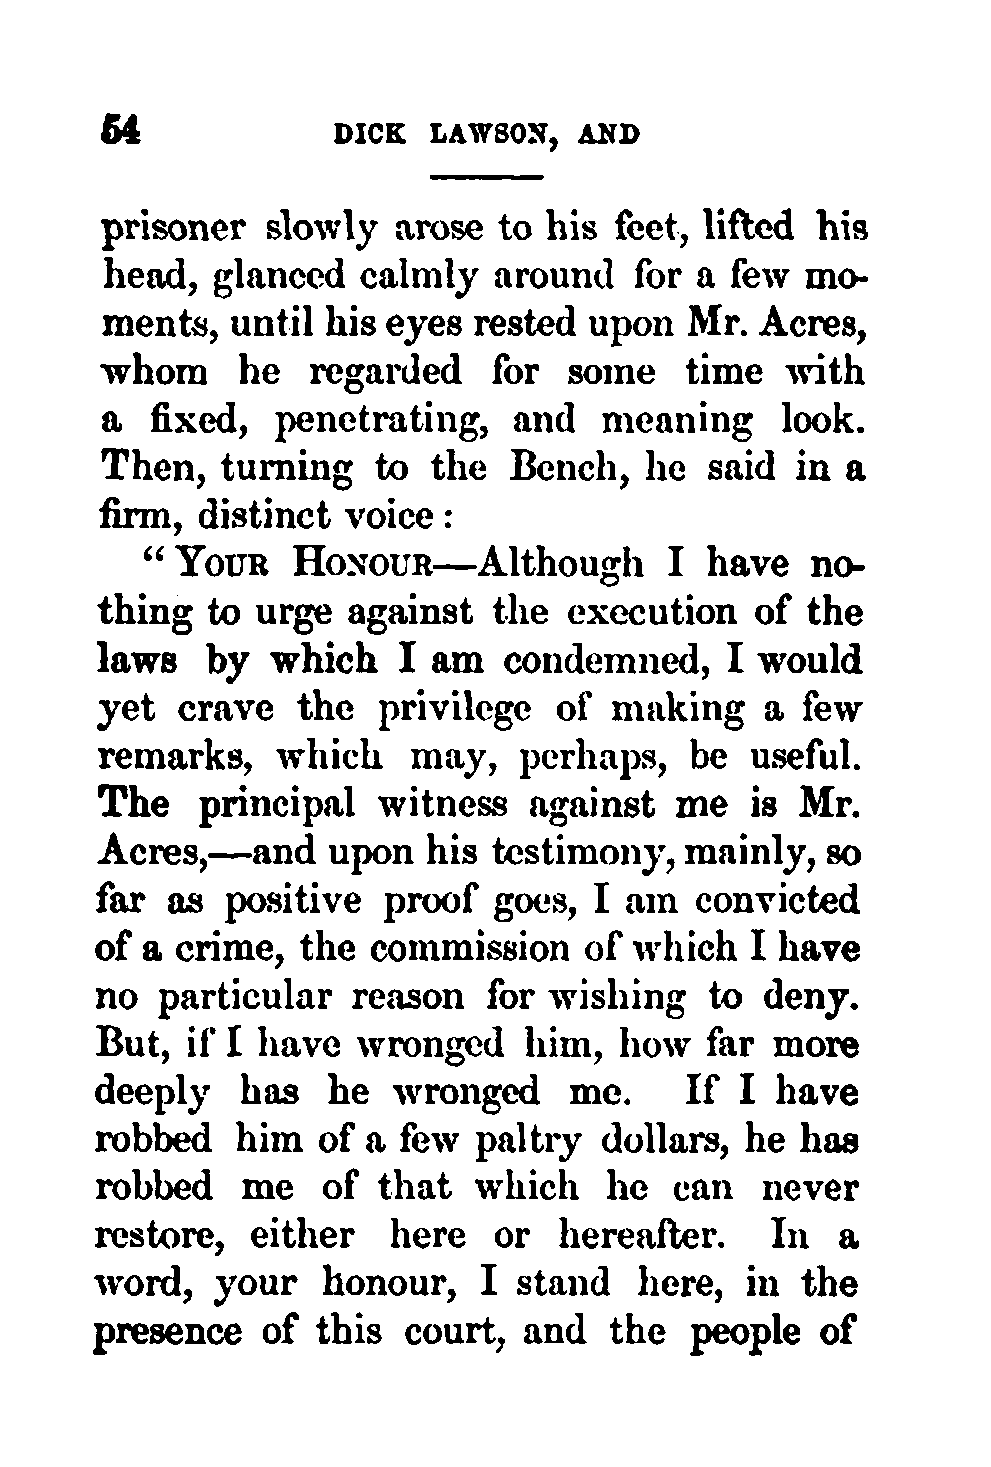 54 DICK LAWSON, AND
prisoner slowly arose to his feet, lifted his
head, glanced calmly around for a few mo-
ments, until his eyes rested upon Mr. Acres,
whom he regarded for some time with
a fixed, penetrating, and meaning look.
Then, turning to the Bench, he said in a
firm, distinct voice :
“ YOUR HONOUR—Although I have no-
thing to urge against the execution of the
laws by which I am condemned, I would
yet crave the privilege of making a few
remarks, which may, perhaps, be useful.
The principal witness against me is Mr.
Acres,—and upon his testimony, mainly, so
far as positive proof goes, I am convicted
of a crime, the commission of which I have
no particular reason for wishing to deny.
But, if I have wronged him, how far more
deeply has he wronged me. If I have
robbed him of a few paltry dollars, he has
robbed me of that which he can never
restore, either here or hereafter. In a
word, your honour, I stand here, in the
presence of this court, and the people of